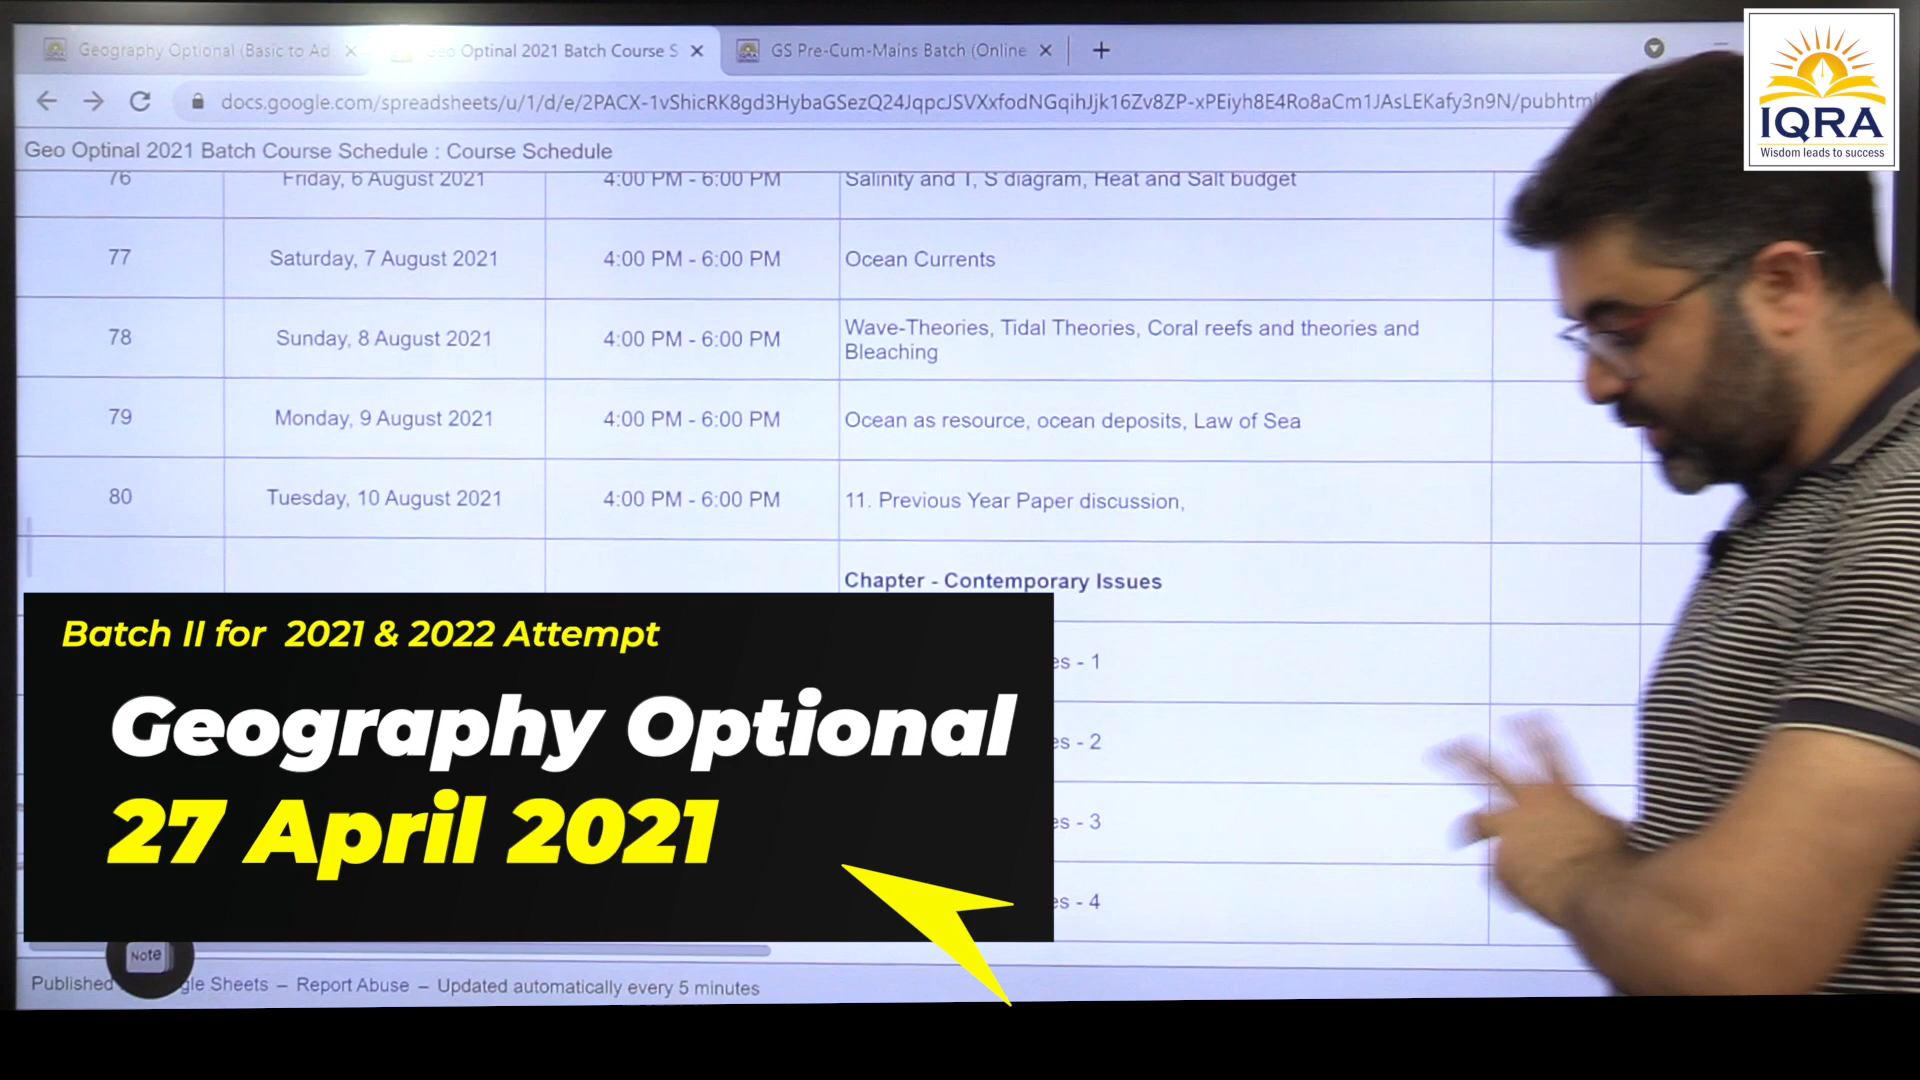 Geography Optional (Basic to Ad
Geo Optinal 2021 Batch Course S
GS Pre-Cum-Mains Batch (Online
docs.google.com/spreadsheets/u/1/d/e/2PACX-1vShicRK8gd3HybaGSezQ24JqpcJSVXxfodNGqihJjk16Zv8ZP-xPEiyh8E4Ro8aCm1JAsLEKafy3n9N/pubhtml
IQRA
Wisdom leads to success
Geo Optinal 2021 Batch Course Schedule : Course Schedule
76 Friday, 6 August 2021 4:00 PM - 6:00 PM Salinity and T, S diagram, Heat and Salt budget
77 Saturday, 7 August 2021 4:00 PM - 6:00 PM Ocean Currents
78 Sunday, 8 August 2021 4:00 PM - 6:00 PM Wave-Theories, Tidal Theories, Coral reefs and theories and
Bleaching
79 Monday, 9 August 2021 4:00 PM - 6:00 PM Ocean as resource, ocean deposits, Law of Sea
80 Tuesday, 10 August 2021 4:00 PM - 6:00 PM 11. Previous Year Paper discussion,
Chapter - Contemporary Issues
es - 1
es - 2
es - 3
es - 4
Batch II for 2021 & 2022 Attempt
Geography Optional
27 April 2021
Note
Published gle Sheets – Report Abuse – Updated automatically every 5 minutes